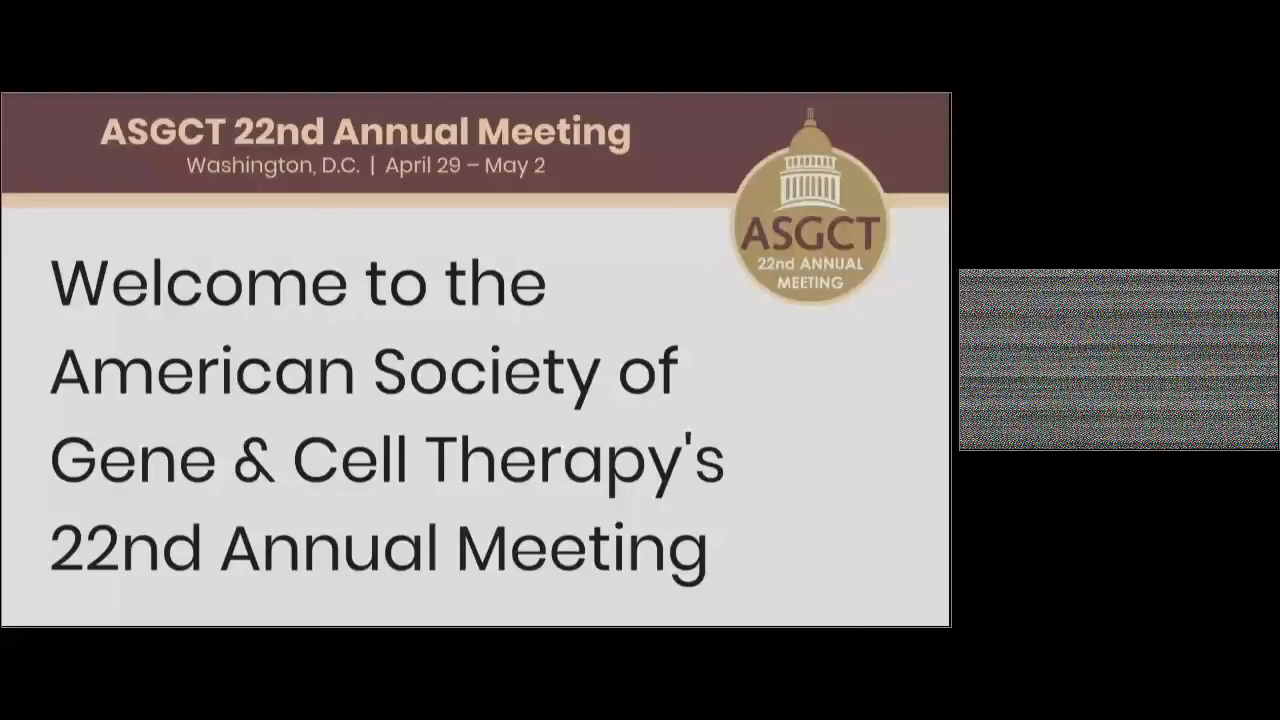 ASGCT 22nd Annual Meeting
Washington, D.C. | April 29 – May 2
ASGCT
22nd ANNUAL
MEETING
Welcome to the
American Society of
Gene & Cell Therapy's
22nd Annual Meeting